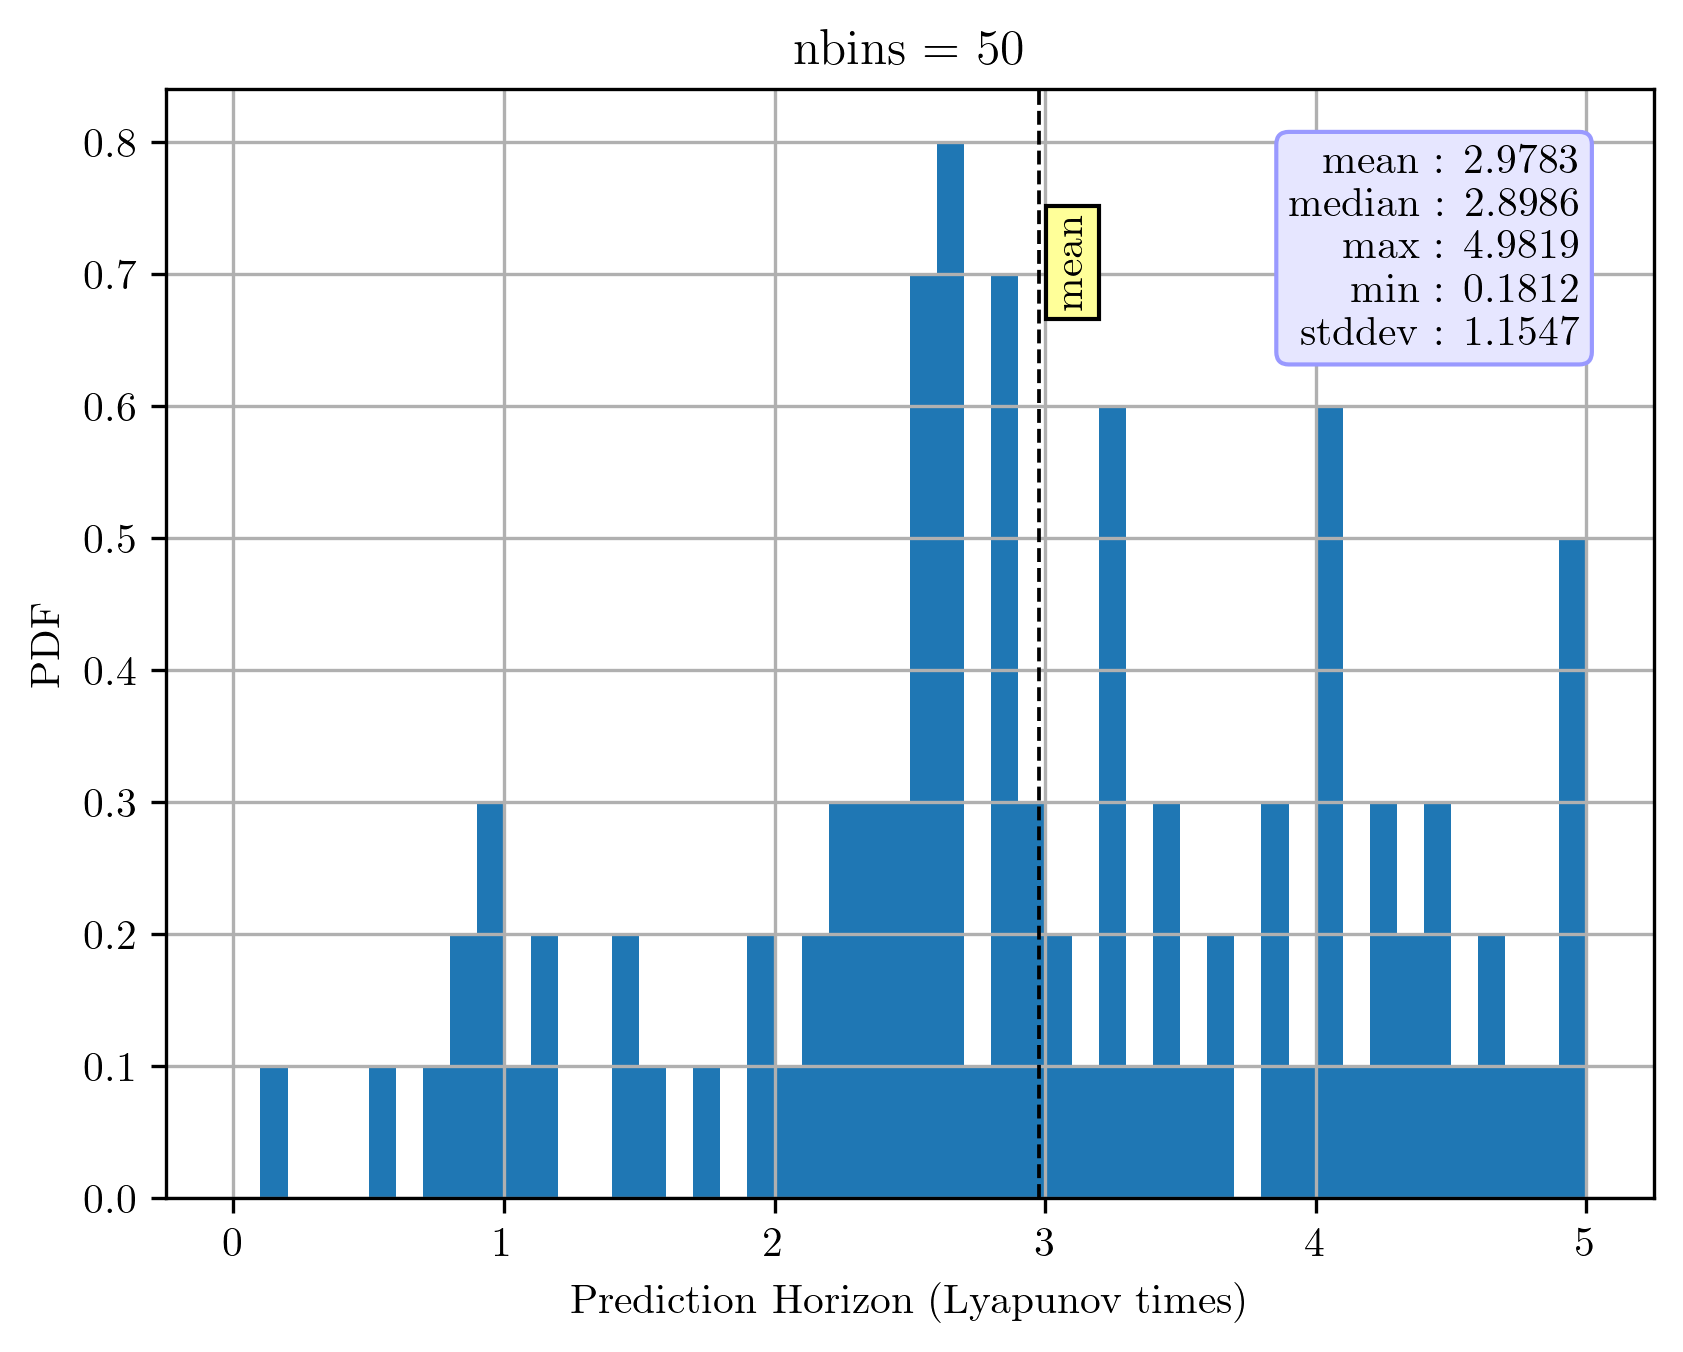 nbins = 50
0.8
0.7
0.6
0.5
0.4
0.3
0.2
0.1
0.0
PDF
mean
mean : 2.9783
median : 2.8986
max : 4.9819
min : 0.1812
stddev : 1.1547
0 1 2 3 4 5
Prediction Horizon (Lyapunov times)